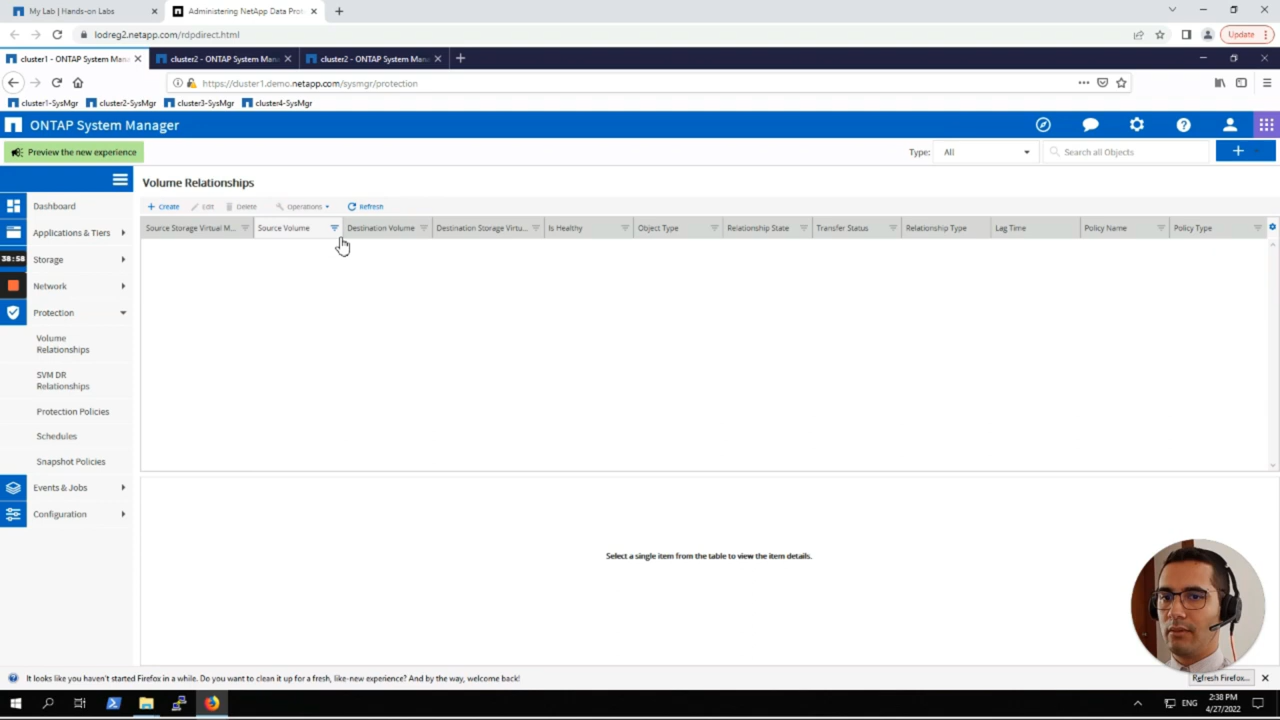 My Lab | Hands-on Labs
Administering NetApp Data Prote
lodreg2.netapp.com/rdpdirect.html
Update
cluster1 - ONTAP System Mana
cluster2 - ONTAP System Mana
cluster2 - ONTAP System Mana
https://cluster1.demo.netapp.com/sysmgr/protection
cluster1-SysMgr cluster2-SysMgr cluster3-SysMgr cluster4-SysMgr
ONTAP System Manager
Preview the new experience
Type: All
Search all Objects
Volume Relationships
Create Edit Delete Operations Refresh
Source Storage Virtual M... Source Volume Destination Volume Destination Storage Virtu... Is Healthy Object Type Relationship State Transfer Status Relationship Type Lag Time Policy Name Policy Type
Dashboard
Applications & Tiers
38:58
Storage
Network
Protection
Volume
Relationships
SVM DR
Relationships
Protection Policies
Schedules
Snapshot Policies
Events & Jobs
Configuration
Select a single item from the table to view the item details.
It looks like you haven't started Firefox in a while. Do you want to clean it up for a fresh, like-new experience? And by the way, welcome back!
Refresh Firefox...
ENG
2:38 PM
4/27/2022